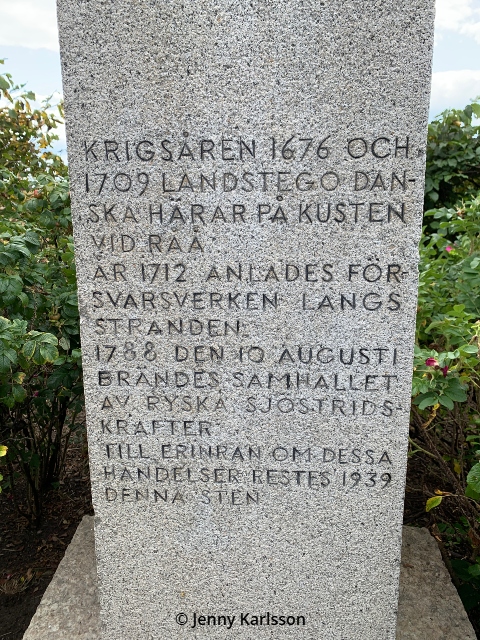 KRIGSÅREN 1676 OCH
1709 LANDSTEGO DAN-
SKA HÄRAR PÅ KUSTEN
VID RÅÅ
ÅR 1712 ANLADES FÖR-
SVARSVERKEN LÄNGS
STRANDEN
1788 DEN 10 AUGUSTI
BRÄNDES SAMHÄLLET
AV RYSKA SJÖSTRIDS-
KRAFTER
TILL ERINRAN OM DESSA
HÄNDELSER RESTES 1939
DENNA STEN
© Jenny Karlsson